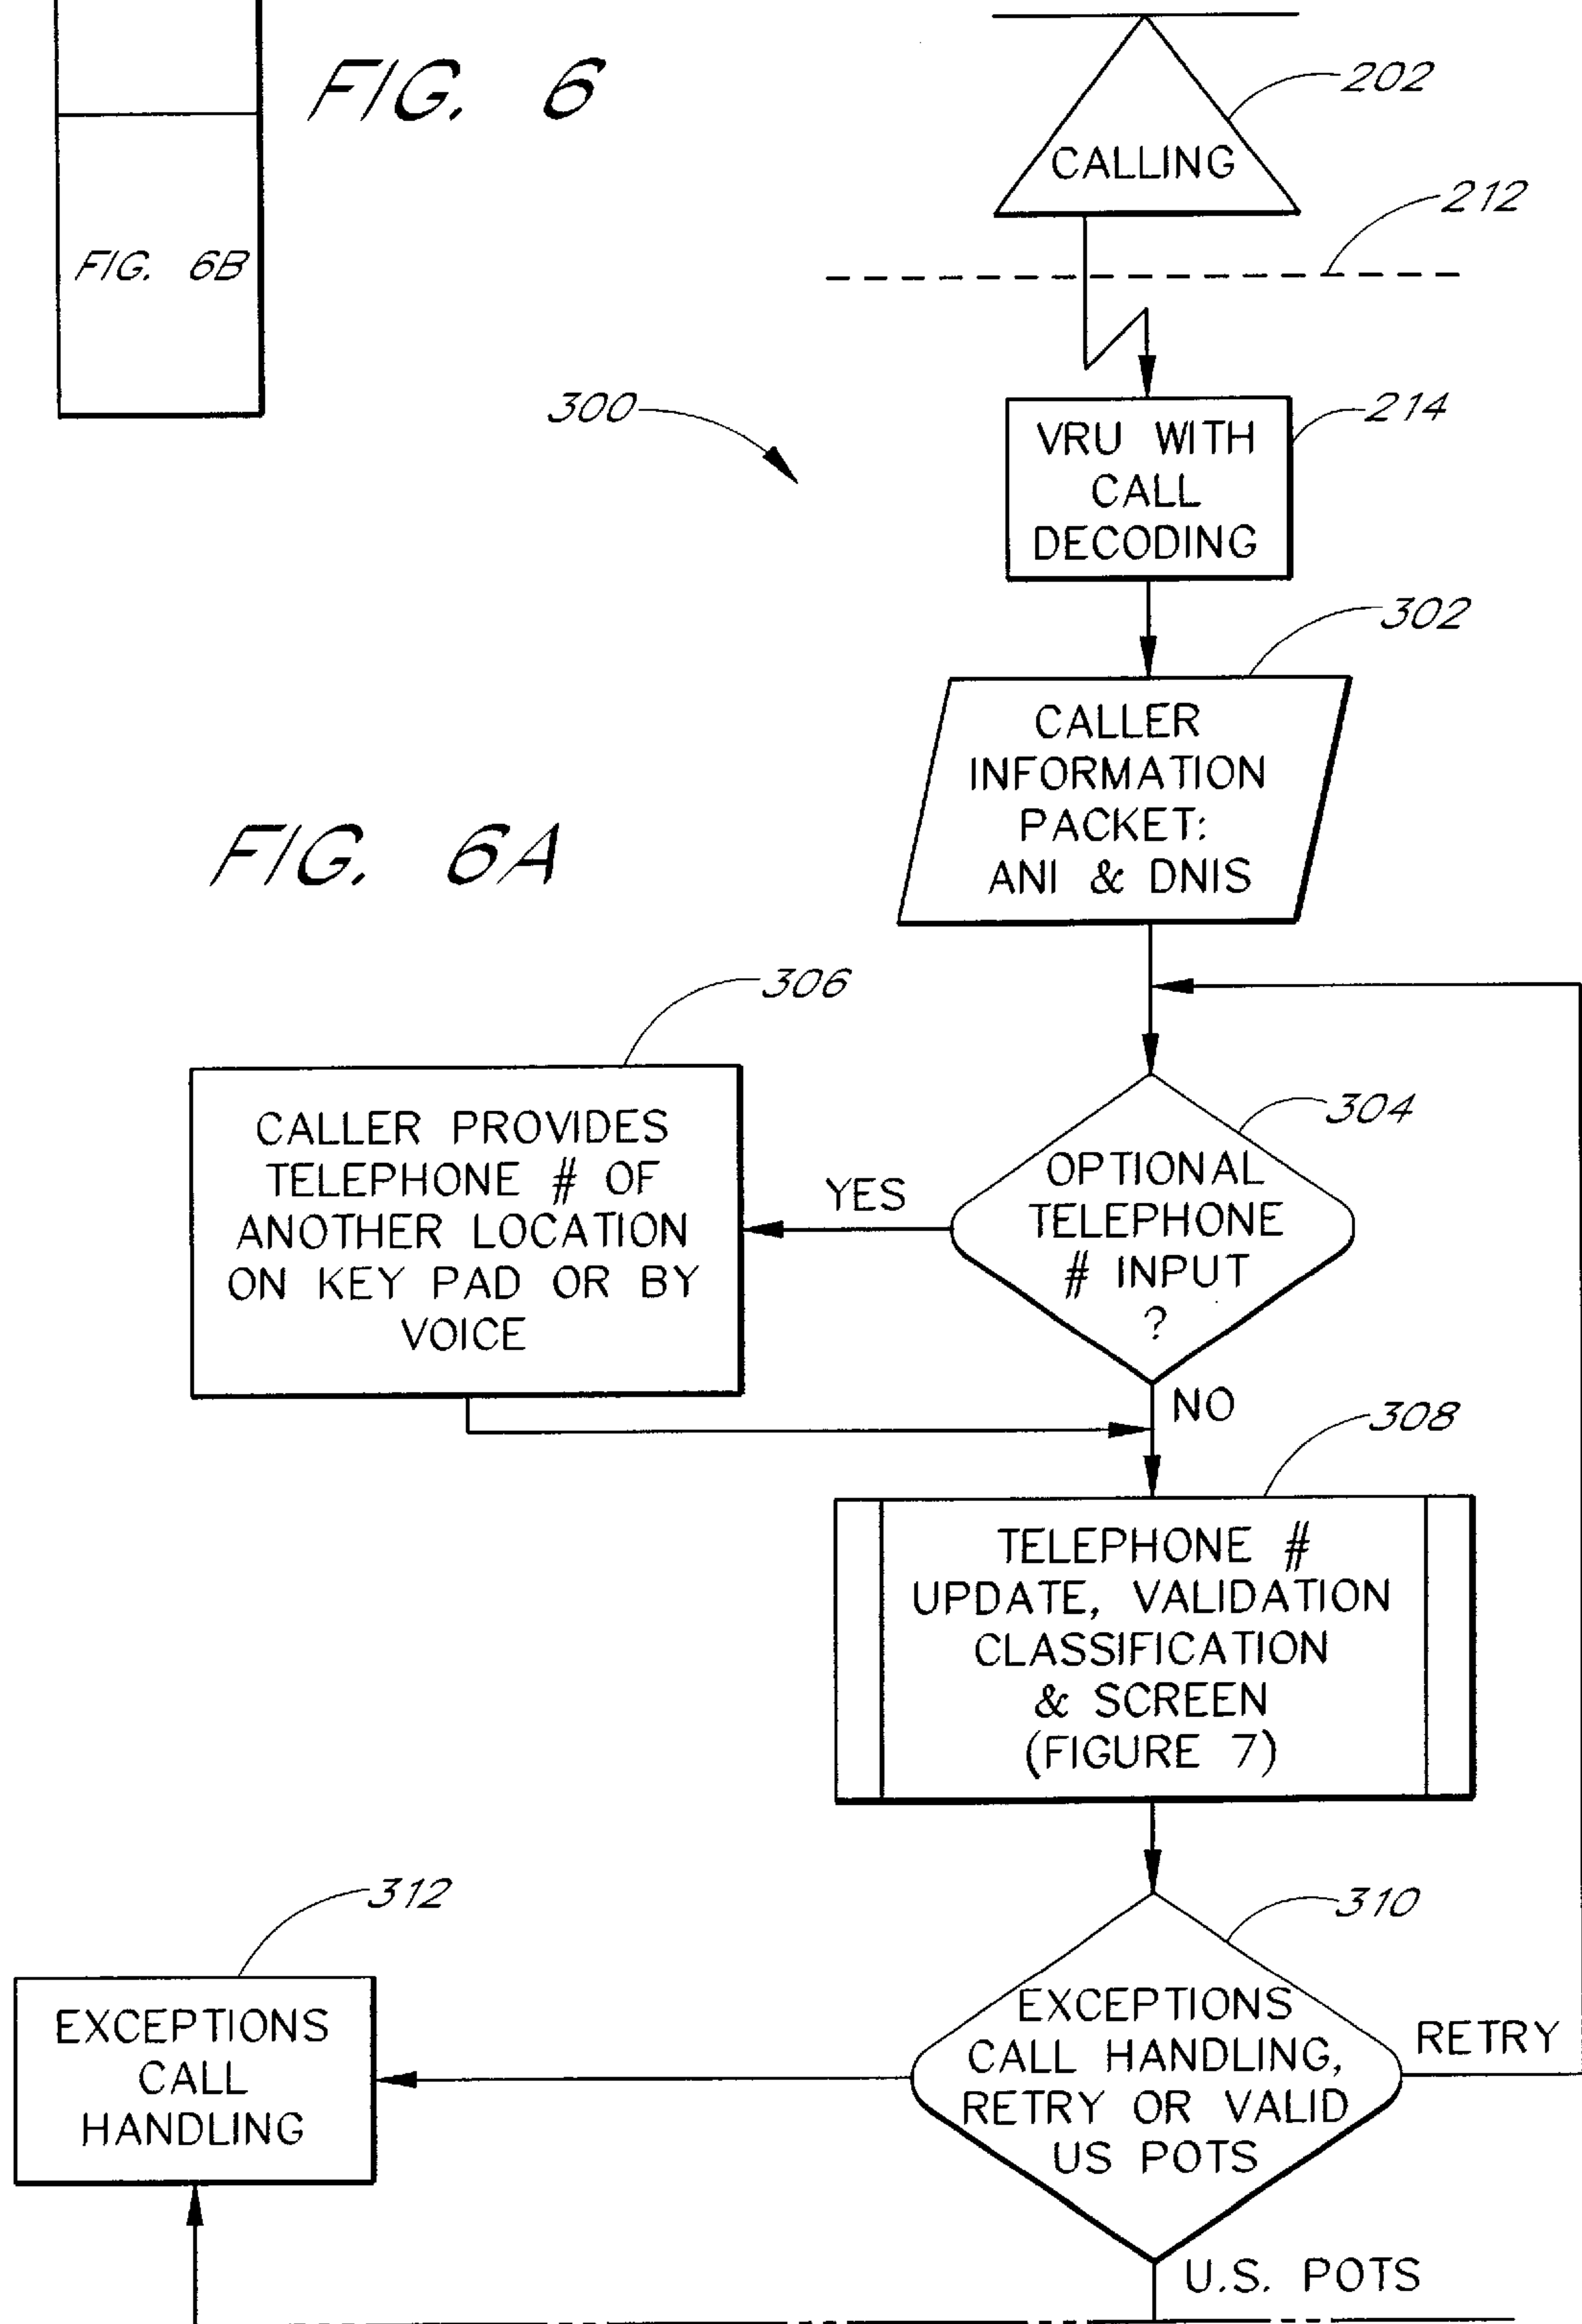 FIG. 6
FIG. 6B
202
CALLING
212
300
214
VRU WITH
CALL
DECODING
302
CALLER
INFORMATION
PACKET:
ANI & DNIS
FIG. 6A
306
CALLER PROVIDES
TELEPHONE # OF
ANOTHER LOCATION
ON KEY PAD OR BY
VOICE
YES
304
OPTIONAL
TELEPHONE
# INPUT
?
NO
308
TELEPHONE #
UPDATE, VALIDATION
CLASSIFICATION
& SCREEN
(FIGURE 7)
312
EXCEPTIONS
CALL
HANDLING
310
EXCEPTIONS
CALL HANDLING,
RETRY OR VALID
US POTS
RETRY
U.S. POTS